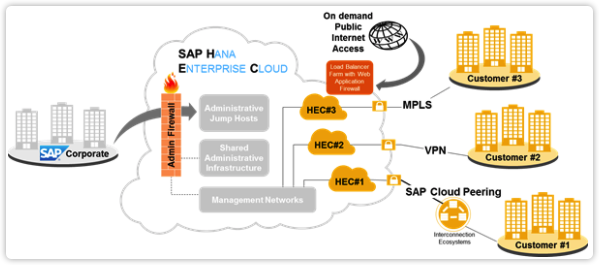 On demand
Public
Internet
Access
SAP HANA
ENTERPRISE CLOUD
Load Balancer
Farm with Web
Application
Firewall
Customer #3
MPLS
HEC#3
Administrative
Jump Hosts
Admin Firewall
SAP Corporate
HEC#2
VPN
Customer #2
Shared
Administrative
Infrastructure
HEC#1
SAP Cloud Peering
Management Networks
Interconnection
Ecosystems
Customer #1